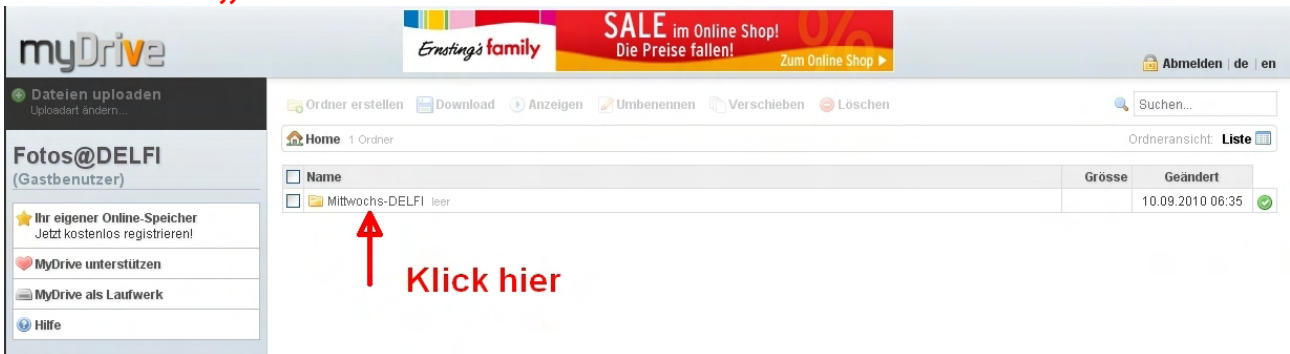 „
Ernsting's family
SALE im Online Shop!
Die Preise fallen!
%
Zum Online Shop
myDrive
Abmelden | de | en
Dateien uploaden
Uploadart ändern...
Ordner erstellen Download Anzeigen Umbenennen Verschieben Löschen
Suchen...
Home 1 Ordner
Ordneransicht: Liste
Fotos@DELFI
(Gastbenutzer)
Name Grösse Geändert
Mittwochs-DELFI leer 10.09.2010 06:35
Ihr eigener Online-Speicher
Jetzt kostenlos registrieren!
MyDrive unterstützen
MyDrive als Laufwerk
Hilfe
Klick hier